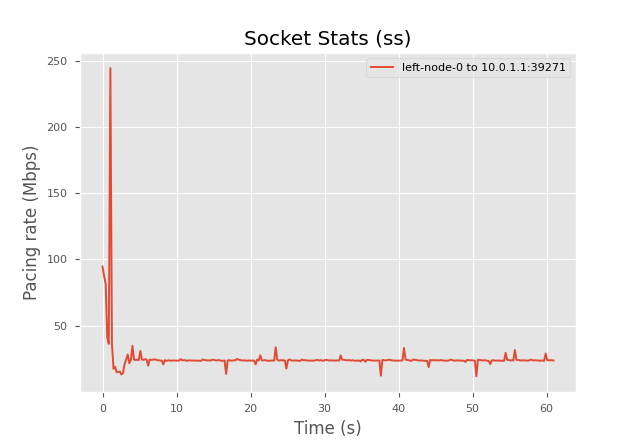 Socket Stats (ss)
left-node-0 to 10.0.1.1:39271
Pacing rate (Mbps)
250
200
150
100
50
0 10 20 30 40 50 60
Time (s)